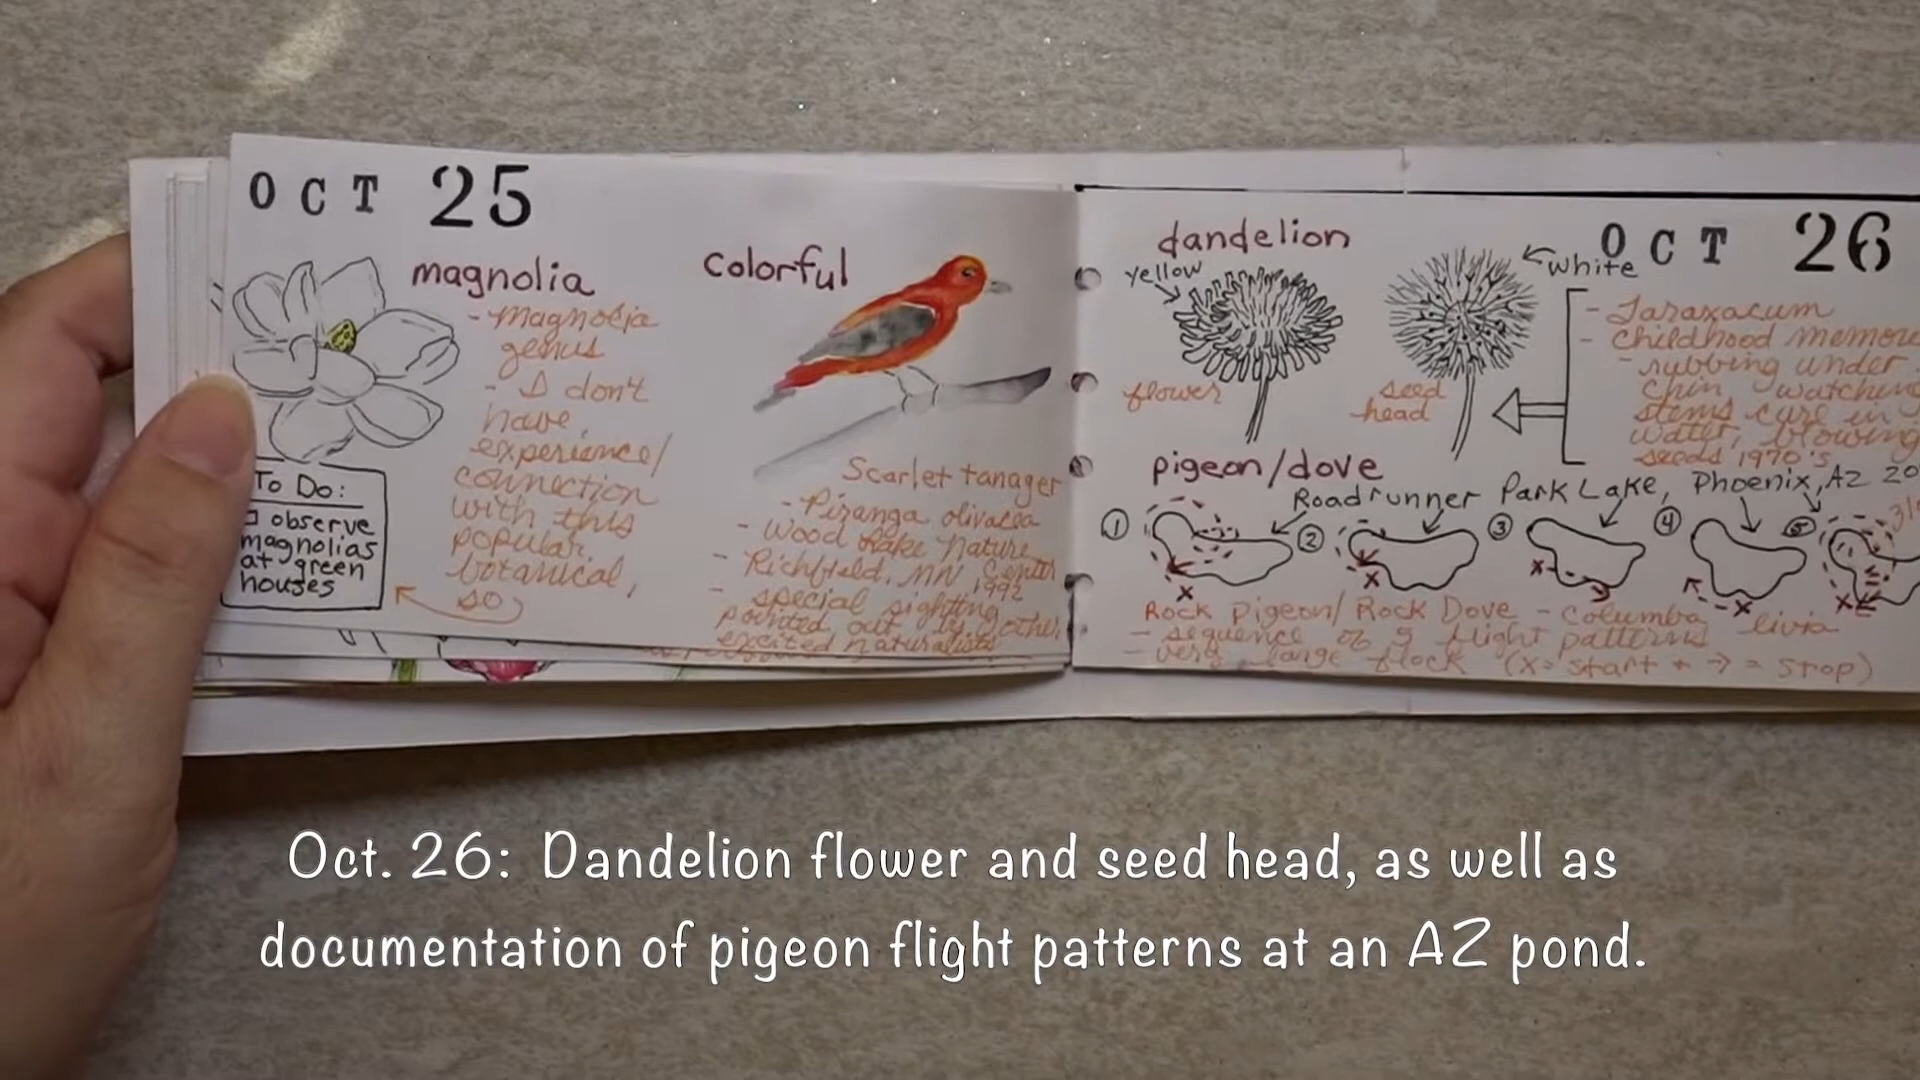 OCT 25
magnolia
- Magnolia
genus
- I don't
have
experience/
connection
with this
popular
botanical,
so
To Do:
observe
magnolias
at green
houses
colorful
Scarlet tanager
- Piranga olivacea
- Wood Lake Nature
Center
- Richfield, MN
1992
- special sighting
pointed out by other
excited naturalists
OCT 26
dandelion
yellow
white
flower
seed
head
- Taraxacum
- Childhood
- rubbing under
chin, watching
stems curl in
water, blowing
seeds 1970's
pigeon/dove
Roadrunner Park Lake, Phoenix, AZ
1 2 3 4 5
Rock Pigeon/Rock Dove - Columba livia
- sequence of 5 flight patterns
- very large flock (x = start + → = stop)
Oct. 26: Dandelion flower and seed head, as well as
documentation of pigeon flight patterns at an AZ pond.